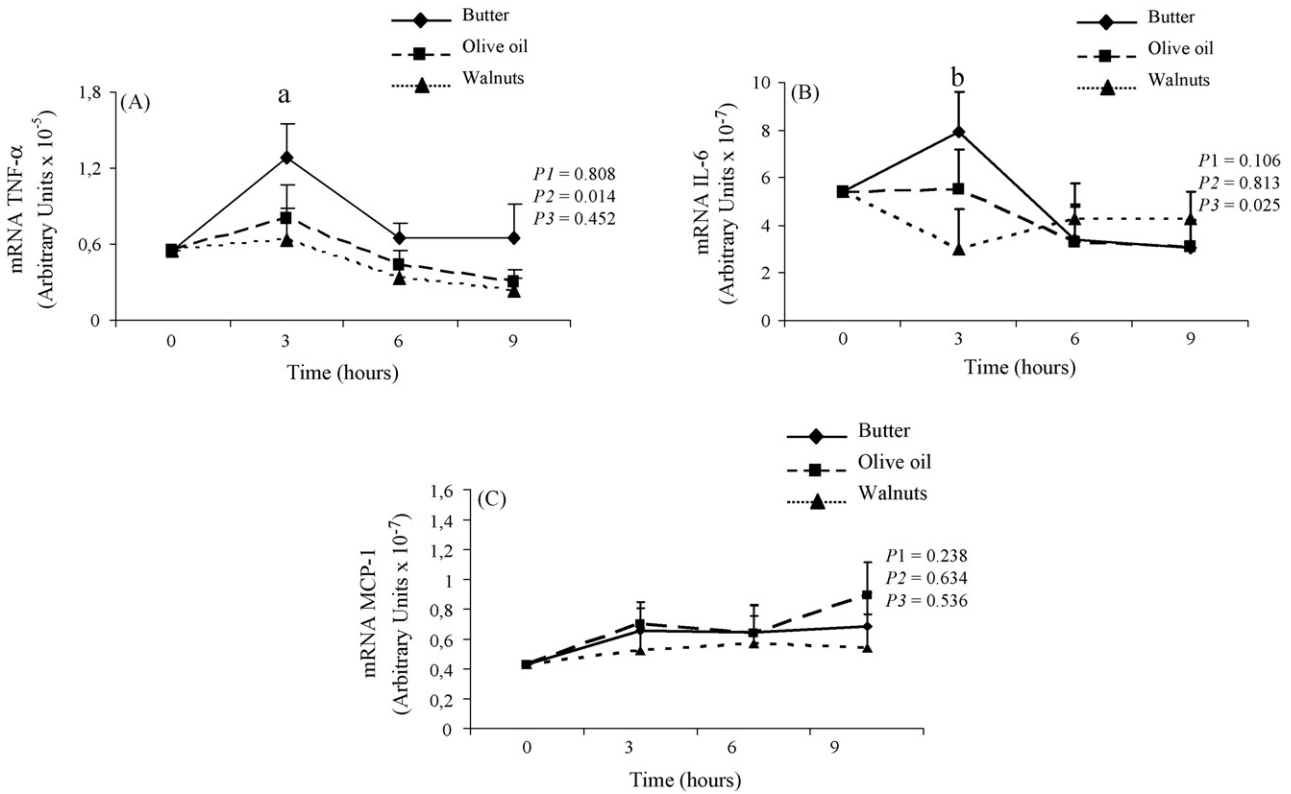 Butter
Olive oil
Walnuts
(A)
a
mRNA TNF-α
(Arbitrary Units x 10⁻⁵)
1,8
1,2
0,6
0
P1 = 0.808
P2 = 0.014
P3 = 0.452
0 3 6 9
Time (hours)
Butter
Olive oil
Walnuts
(B)
b
mRNA IL-6
(Arbitrary Units x 10⁻⁷)
10
8
6
4
2
0
P1 = 0.106
P2 = 0.813
P3 = 0.025
0 3 6 9
Time (hours)
Butter
Olive oil
Walnuts
(C)
mRNA MCP-1
(Arbitrary Units x 10⁻⁷)
1,6
1,4
1,2
1
0,8
0,6
0,4
0,2
0
P1 = 0.238
P2 = 0.634
P3 = 0.536
0 3 6 9
Time (hours)